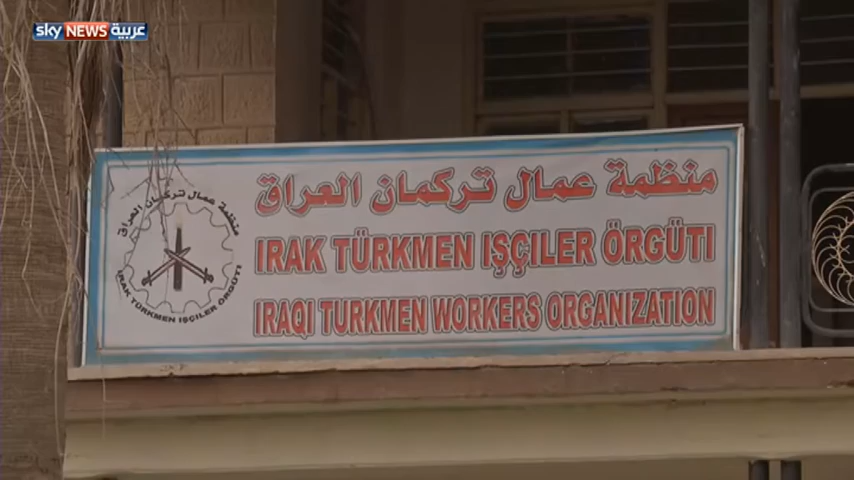 sky NEWS عربية
منظمة عمال تركمان العراق
IRAK TÜRKMEN IŞÇILER ÖRGÜTI
IRAQI TURKMEN WORKERS ORGANIZATION
منظمة عمال تركمان العراق
IRAK TÜRKMEN IŞÇILER ÖRGÜTI